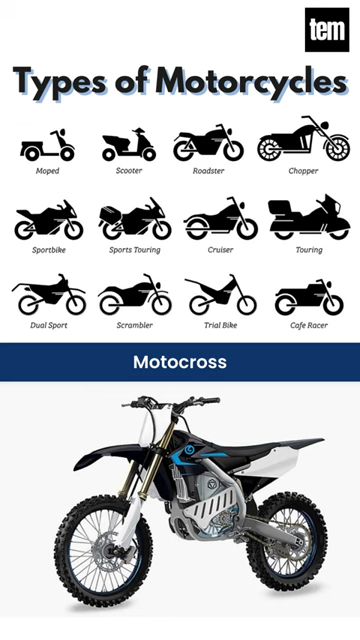 tem
Types of Motorcycles
Moped Scooter Roadster Chopper
Sportbike Sports Touring Cruiser Touring
Dual Sport Scrambler Trial Bike Cafe Racer
Motocross